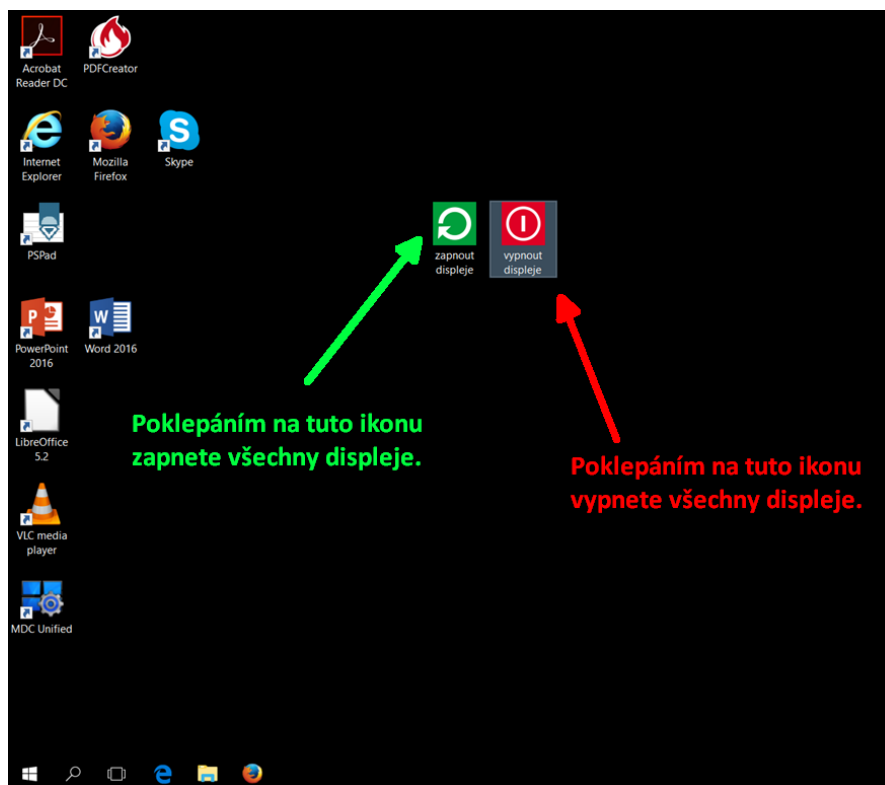 Acrobat
Reader DC
PDFCreator
Internet
Explorer
Mozilla
Firefox
Skype
PSPad
zapnout
displeje
vypnout
displeje
PowerPoint
2016
Word 2016
Poklepáním na tuto ikonu
zapnete všechny displeje.
LibreOffice
5.2
Poklepáním na tuto ikonu
vypnete všechny displeje.
VLC media
player
MDC Unified